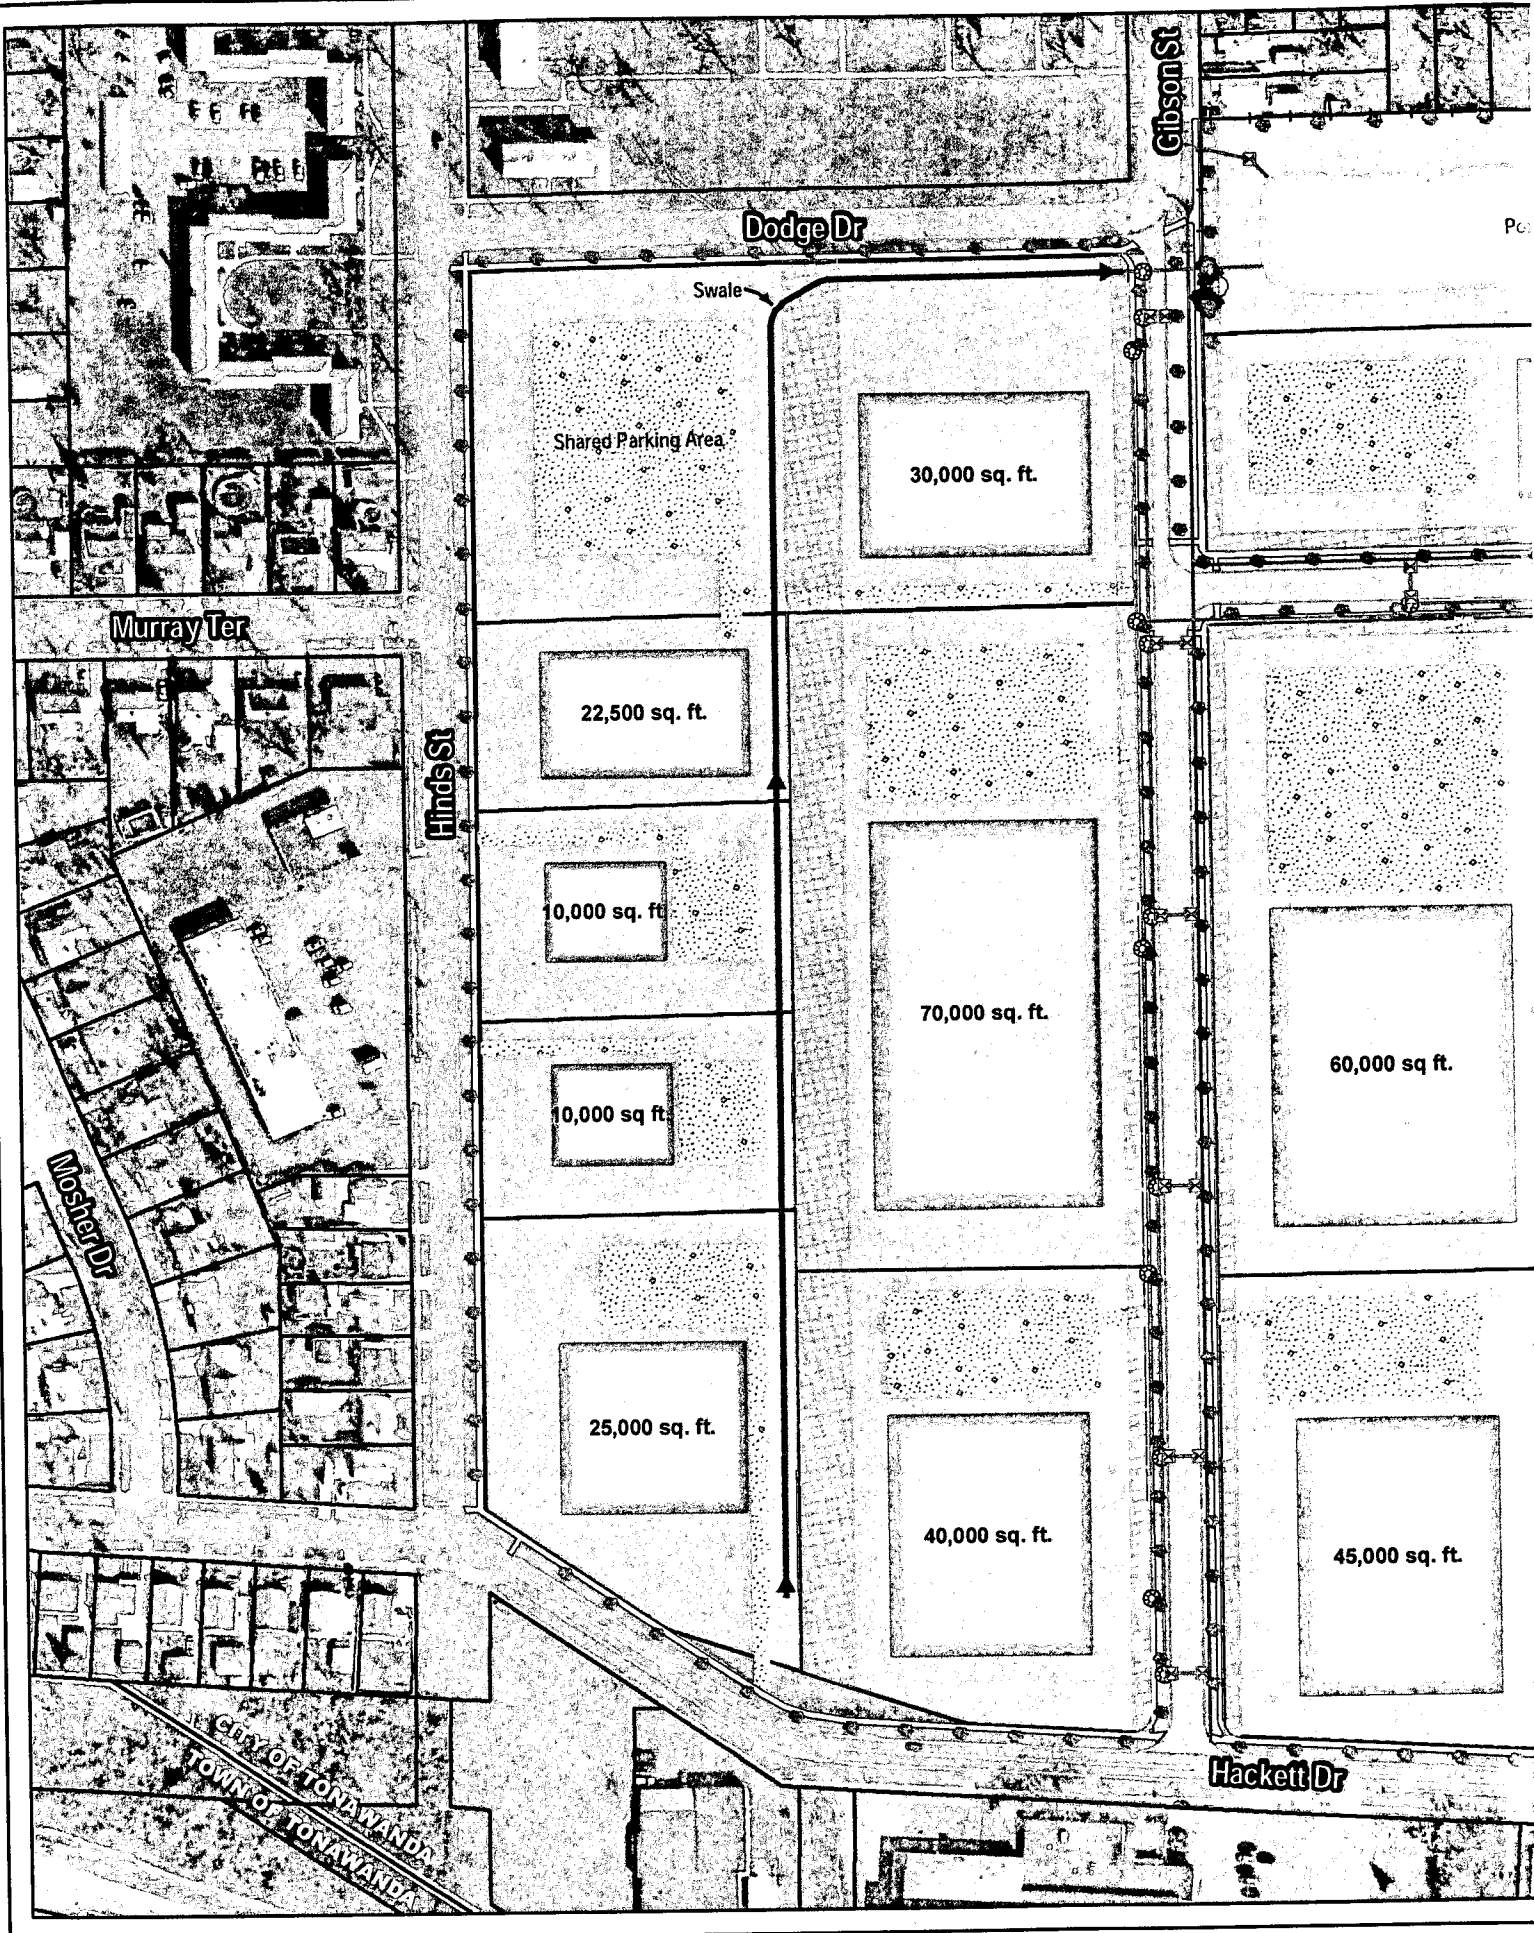 Gibson St
Dodge Dr
Swale
Shared Parking Area
30,000 sq. ft.
Murray Ter
22,500 sq. ft.
Hinds St
10,000 sq. ft
70,000 sq. ft.
60,000 sq ft.
10,000 sq ft.
Mosher Dr
25,000 sq. ft.
40,000 sq. ft.
45,000 sq. ft.
CITY OF TONAWANDA
TOWN OF TONAWANDA
Hackett Dr